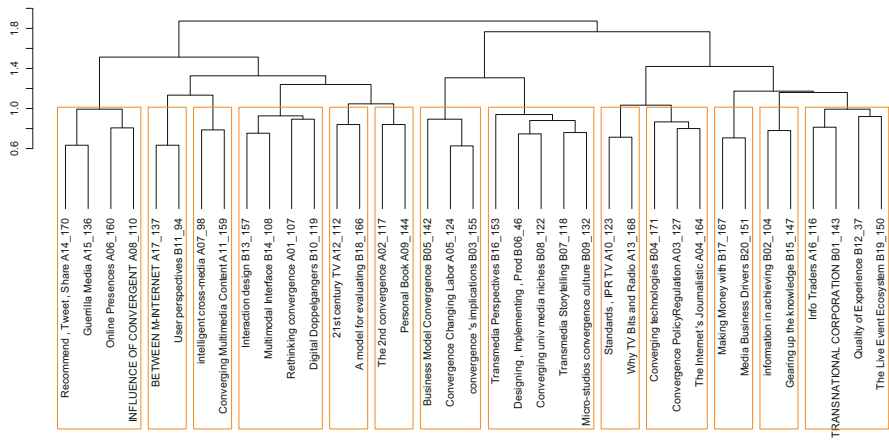 1.8
1.4
1.0
0.6
Recommend , Tweet , Share A14_170
Guerrilla Media A15_136
Online Presences A06_160
INFLUENCE OF CONVERGENT A08_110
BETWEEN M-INTERNET A17_137
User perspectives B11_94
intelligent cross-media A07_98
Converging Multimedia Content A11_159
Interaction design B13_157
Multimodal Interface B14_108
Rethinking convergence A01_107
Digital Doppelgangers B10_119
21st century TV A12_112
A model for evaluating B18_166
The 2nd convergence A02_117
Personal Book A09_144
Business Model Convergence B05_142
Convergence Changing Labor A05_124
convergence 's implications B03_155
Transmedia Perspectives B16_153
Designing , Implementing , Prod B06_46
Converging univ media niches B08_122
Transmedia Storytelling B07_118
Micro-studios convergence culture B09_132
Standards . IPR TV A10_123
Why TV Bits and Radio A13_168
Converging technologies B04_171
Convergence PolicyRegulation A03_127
The Internet's Journalistic A04_164
Making Money with B17_167
Media Business Drivers B20_151
information in achieving B02_104
Gearing up the knowledge B15_147
Info Traders A16_116
TRANSNATIONAL CORPORATION B01_143
Quality of Experience B12_37
The Live Event Ecosystem B19_150